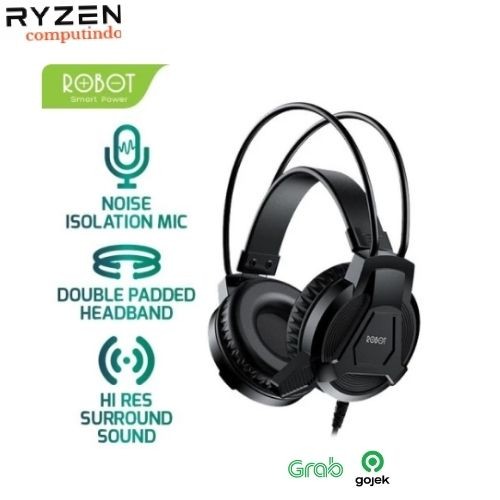 RYZEN
computindo
ROBOT
Smart Power
NOISE
ISOLATION MIC
DOUBLE PADDED
HEADBAND
HI RES
SURROUND
SOUND
ROBOT
Grab
gojek